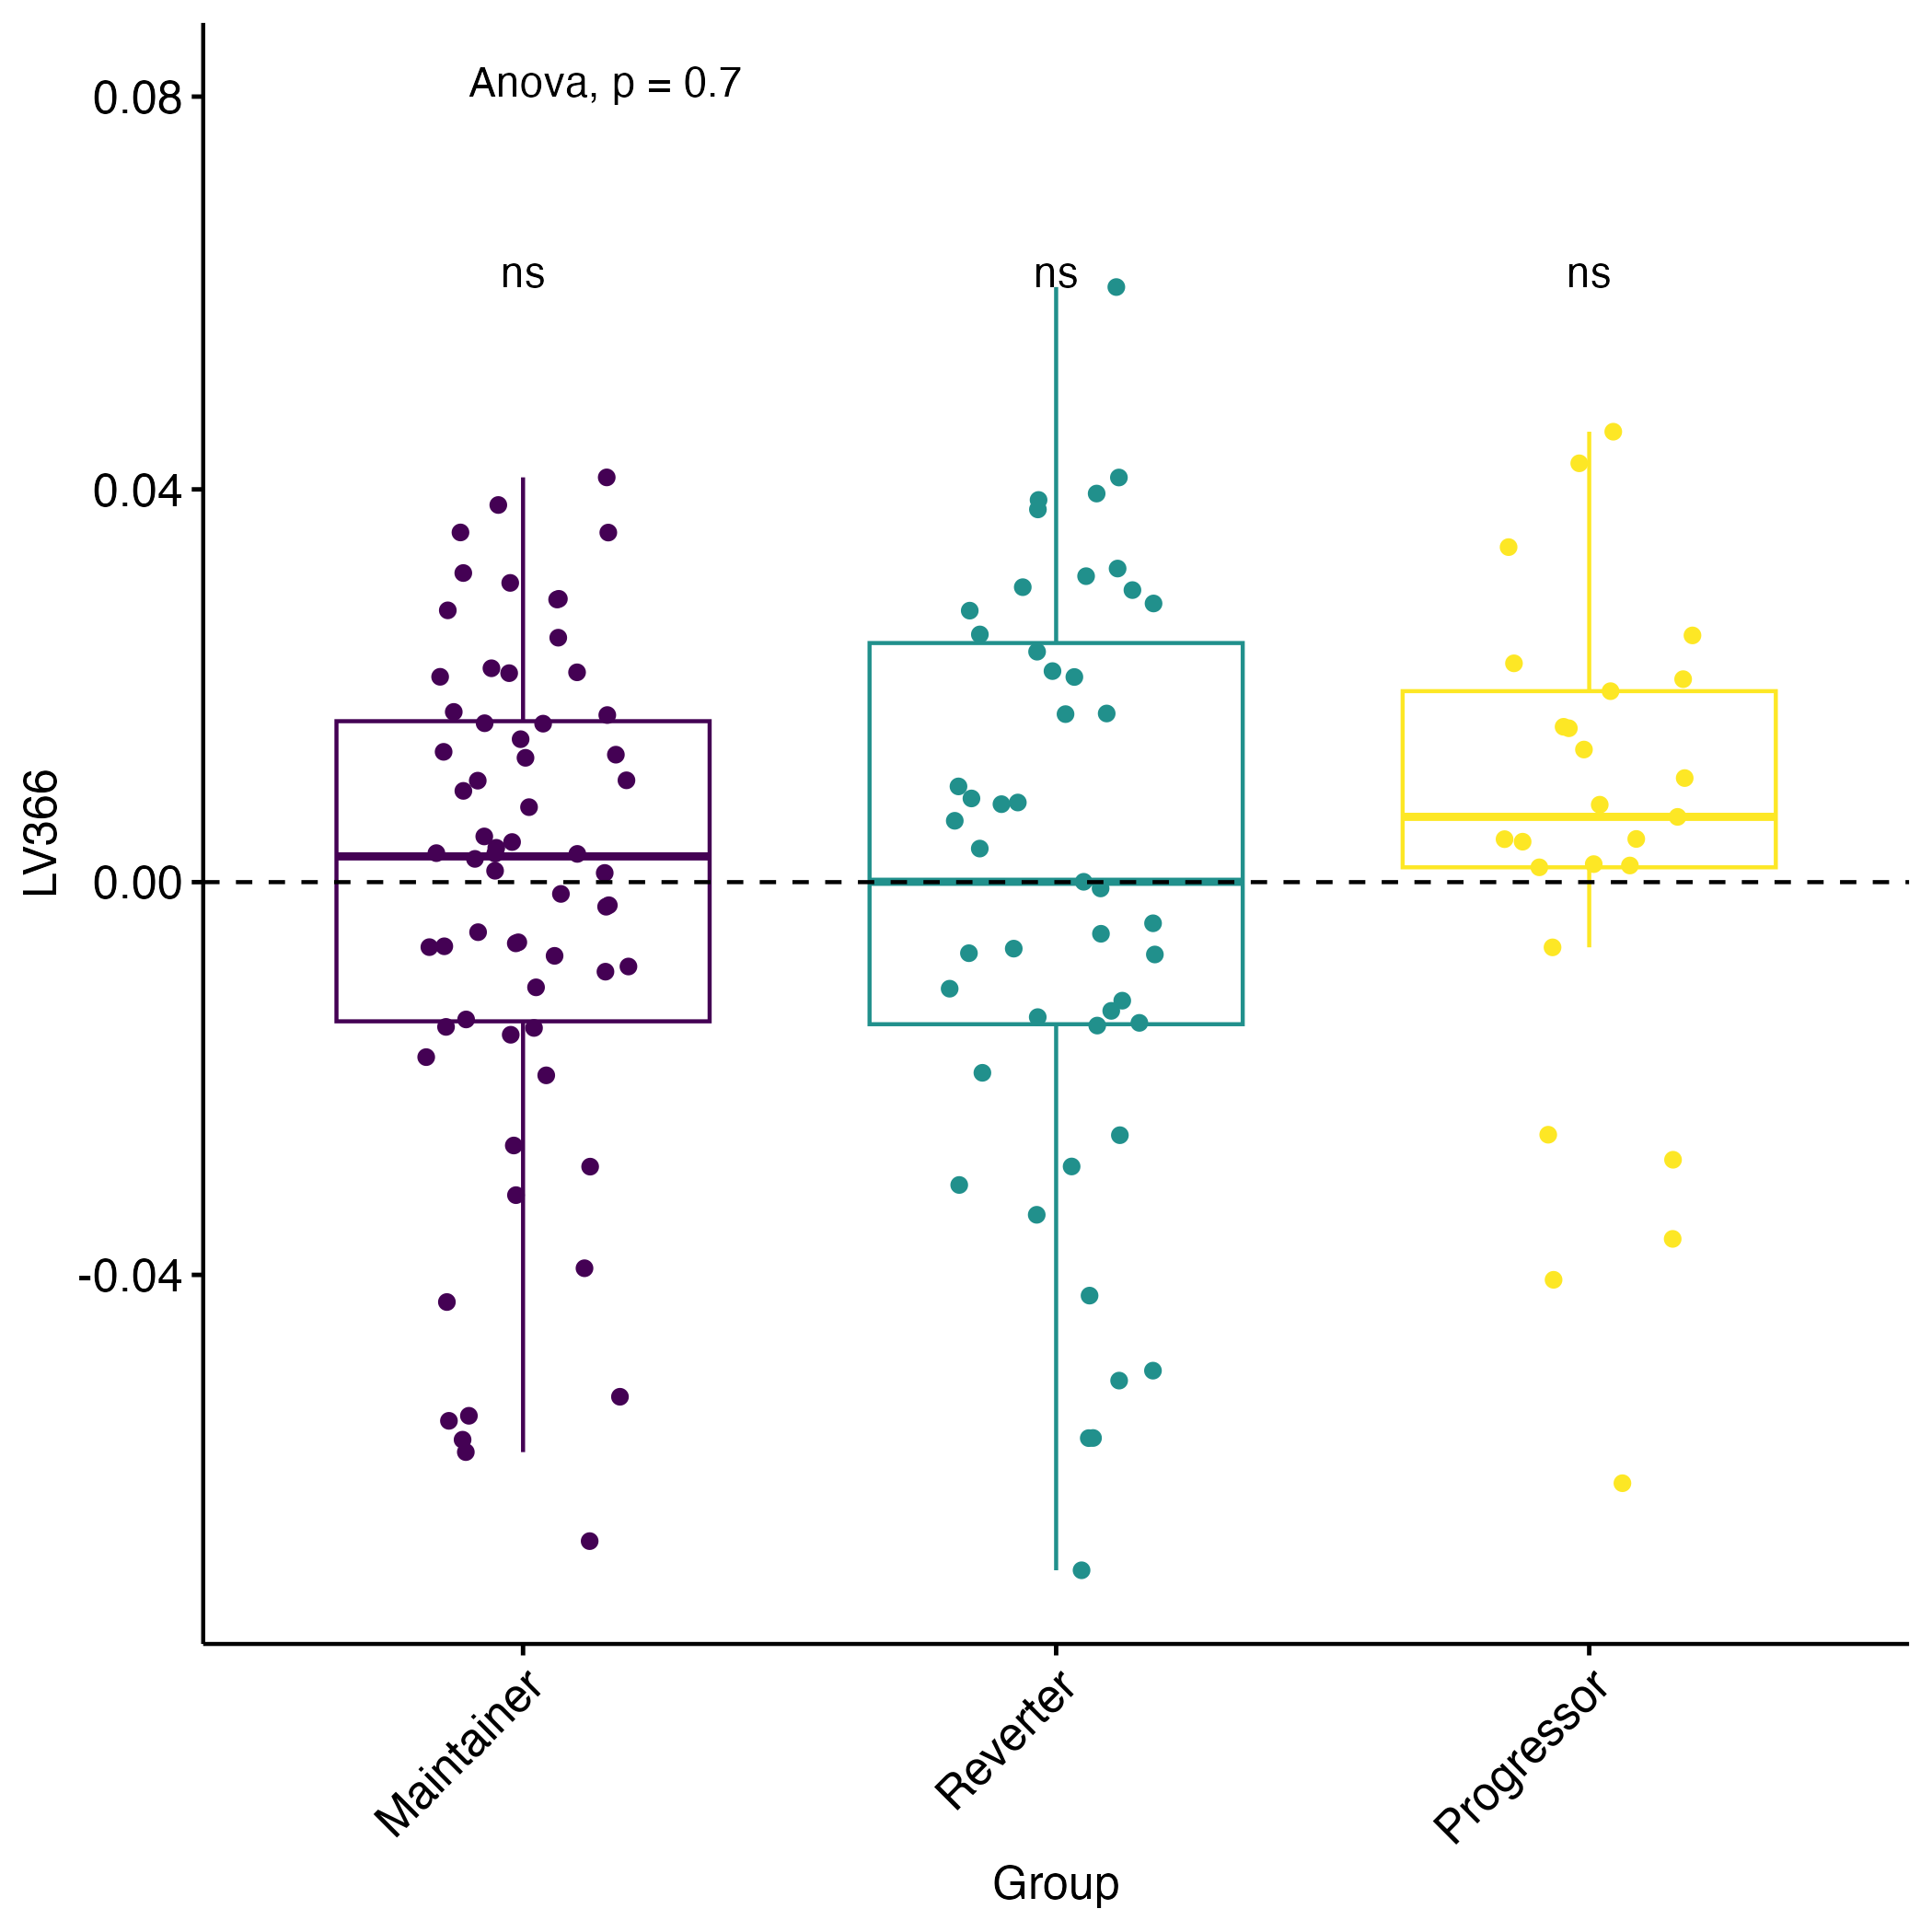 Anova, p = 0.7
0.08
ns ns ns
0.04
LV366
0.00
-0.04
Maintainer Reverter Progressor
Group